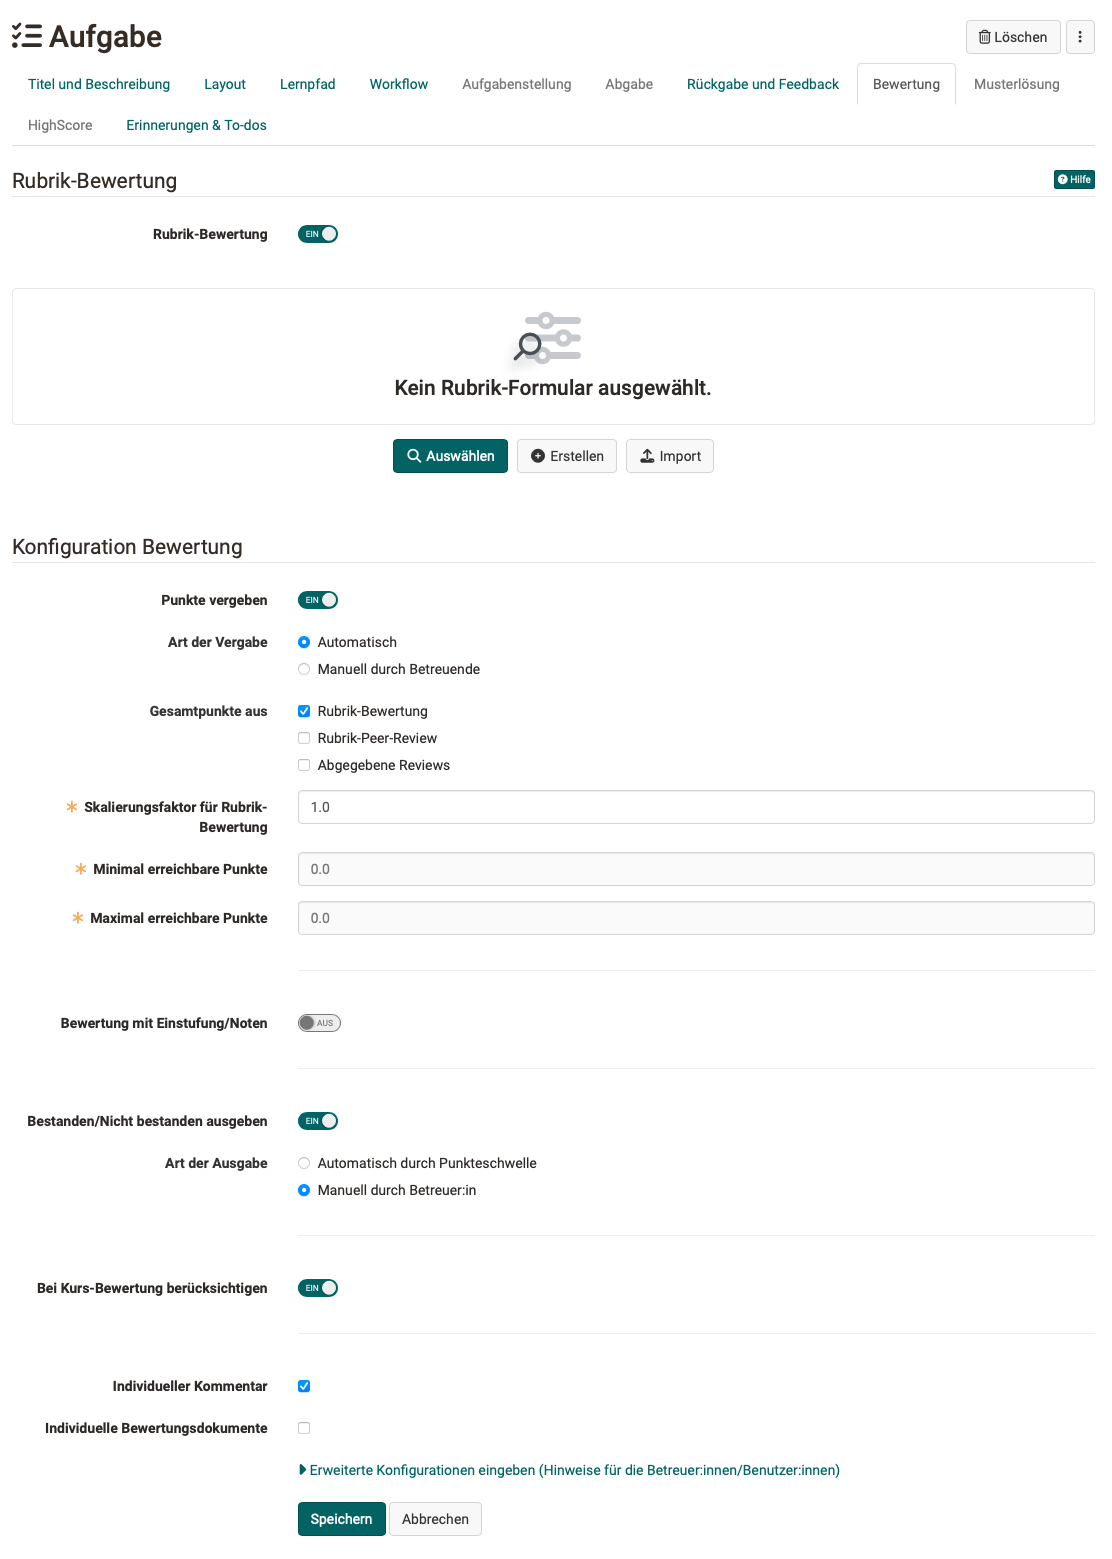 Aufgabe
Löschen
Titel und Beschreibung
Layout
Lernpfad
Workflow
Aufgabenstellung
Abgabe
Rückgabe und Feedback
Bewertung
Musterlösung
HighScore
Erinnerungen & To-dos
Rubrik-Bewertung
Hilfe
Rubrik-Bewertung
EIN
Kein Rubrik-Formular ausgewählt.
Auswählen
Erstellen
Import
Konfiguration Bewertung
Punkte vergeben
EIN
Art der Vergabe
Automatisch
Manuell durch Betreuende
Gesamtpunkte aus
Rubrik-Bewertung
Rubrik-Peer-Review
Abgegebene Reviews
Skalierungsfaktor für Rubrik-
Bewertung
1.0
Minimal erreichbare Punkte
0.0
Maximal erreichbare Punkte
0.0
Bewertung mit Einstufung/Noten
AUS
Bestanden/Nicht bestanden ausgeben
EIN
Art der Ausgabe
Automatisch durch Punkteschwelle
Manuell durch Betreuer:in
Bei Kurs-Bewertung berücksichtigen
EIN
Individueller Kommentar
Individuelle Bewertungsdokumente
Erweiterte Konfigurationen eingeben (Hinweise für die Betreuer:innen/Benutzer:innen)
Speichern
Abbrechen